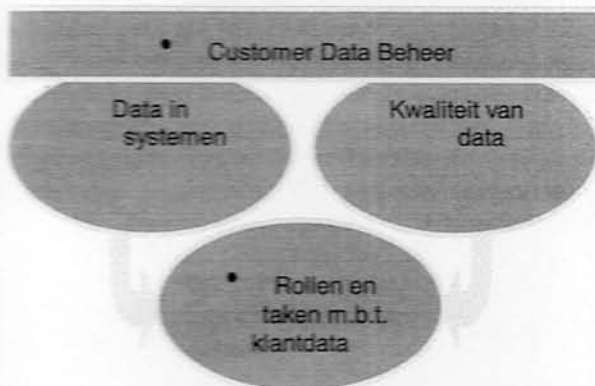 • Customer Data Beheer
Data in
systemen
Kwaliteit van
data
• Rollen en
taken m.b.t.
klantdata